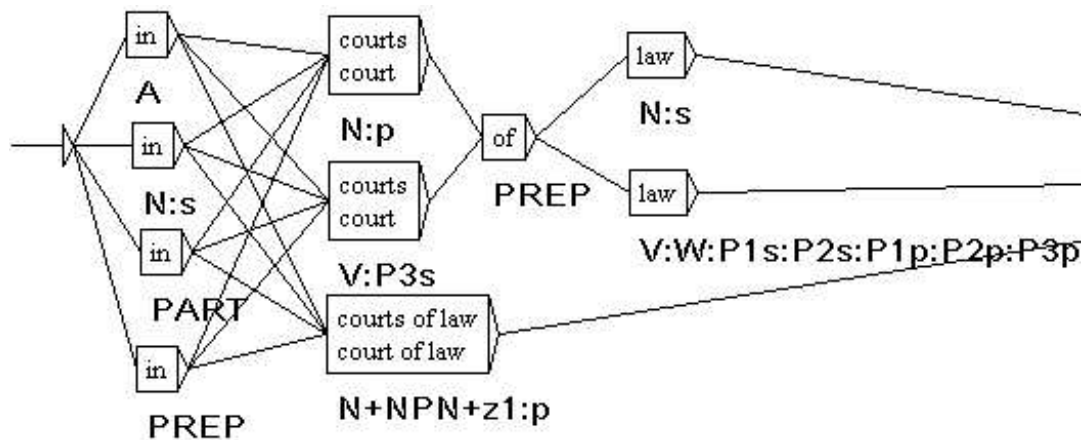 in
A
in
N:s
in
PART
in
PREP
courts
court
N:p
courts
court
V:P3s
courts of law
court of law
N+NPN+z1:p
of
PREP
law
N:s
law
V:W:P1s:P2s:P1p:P2p:P3p